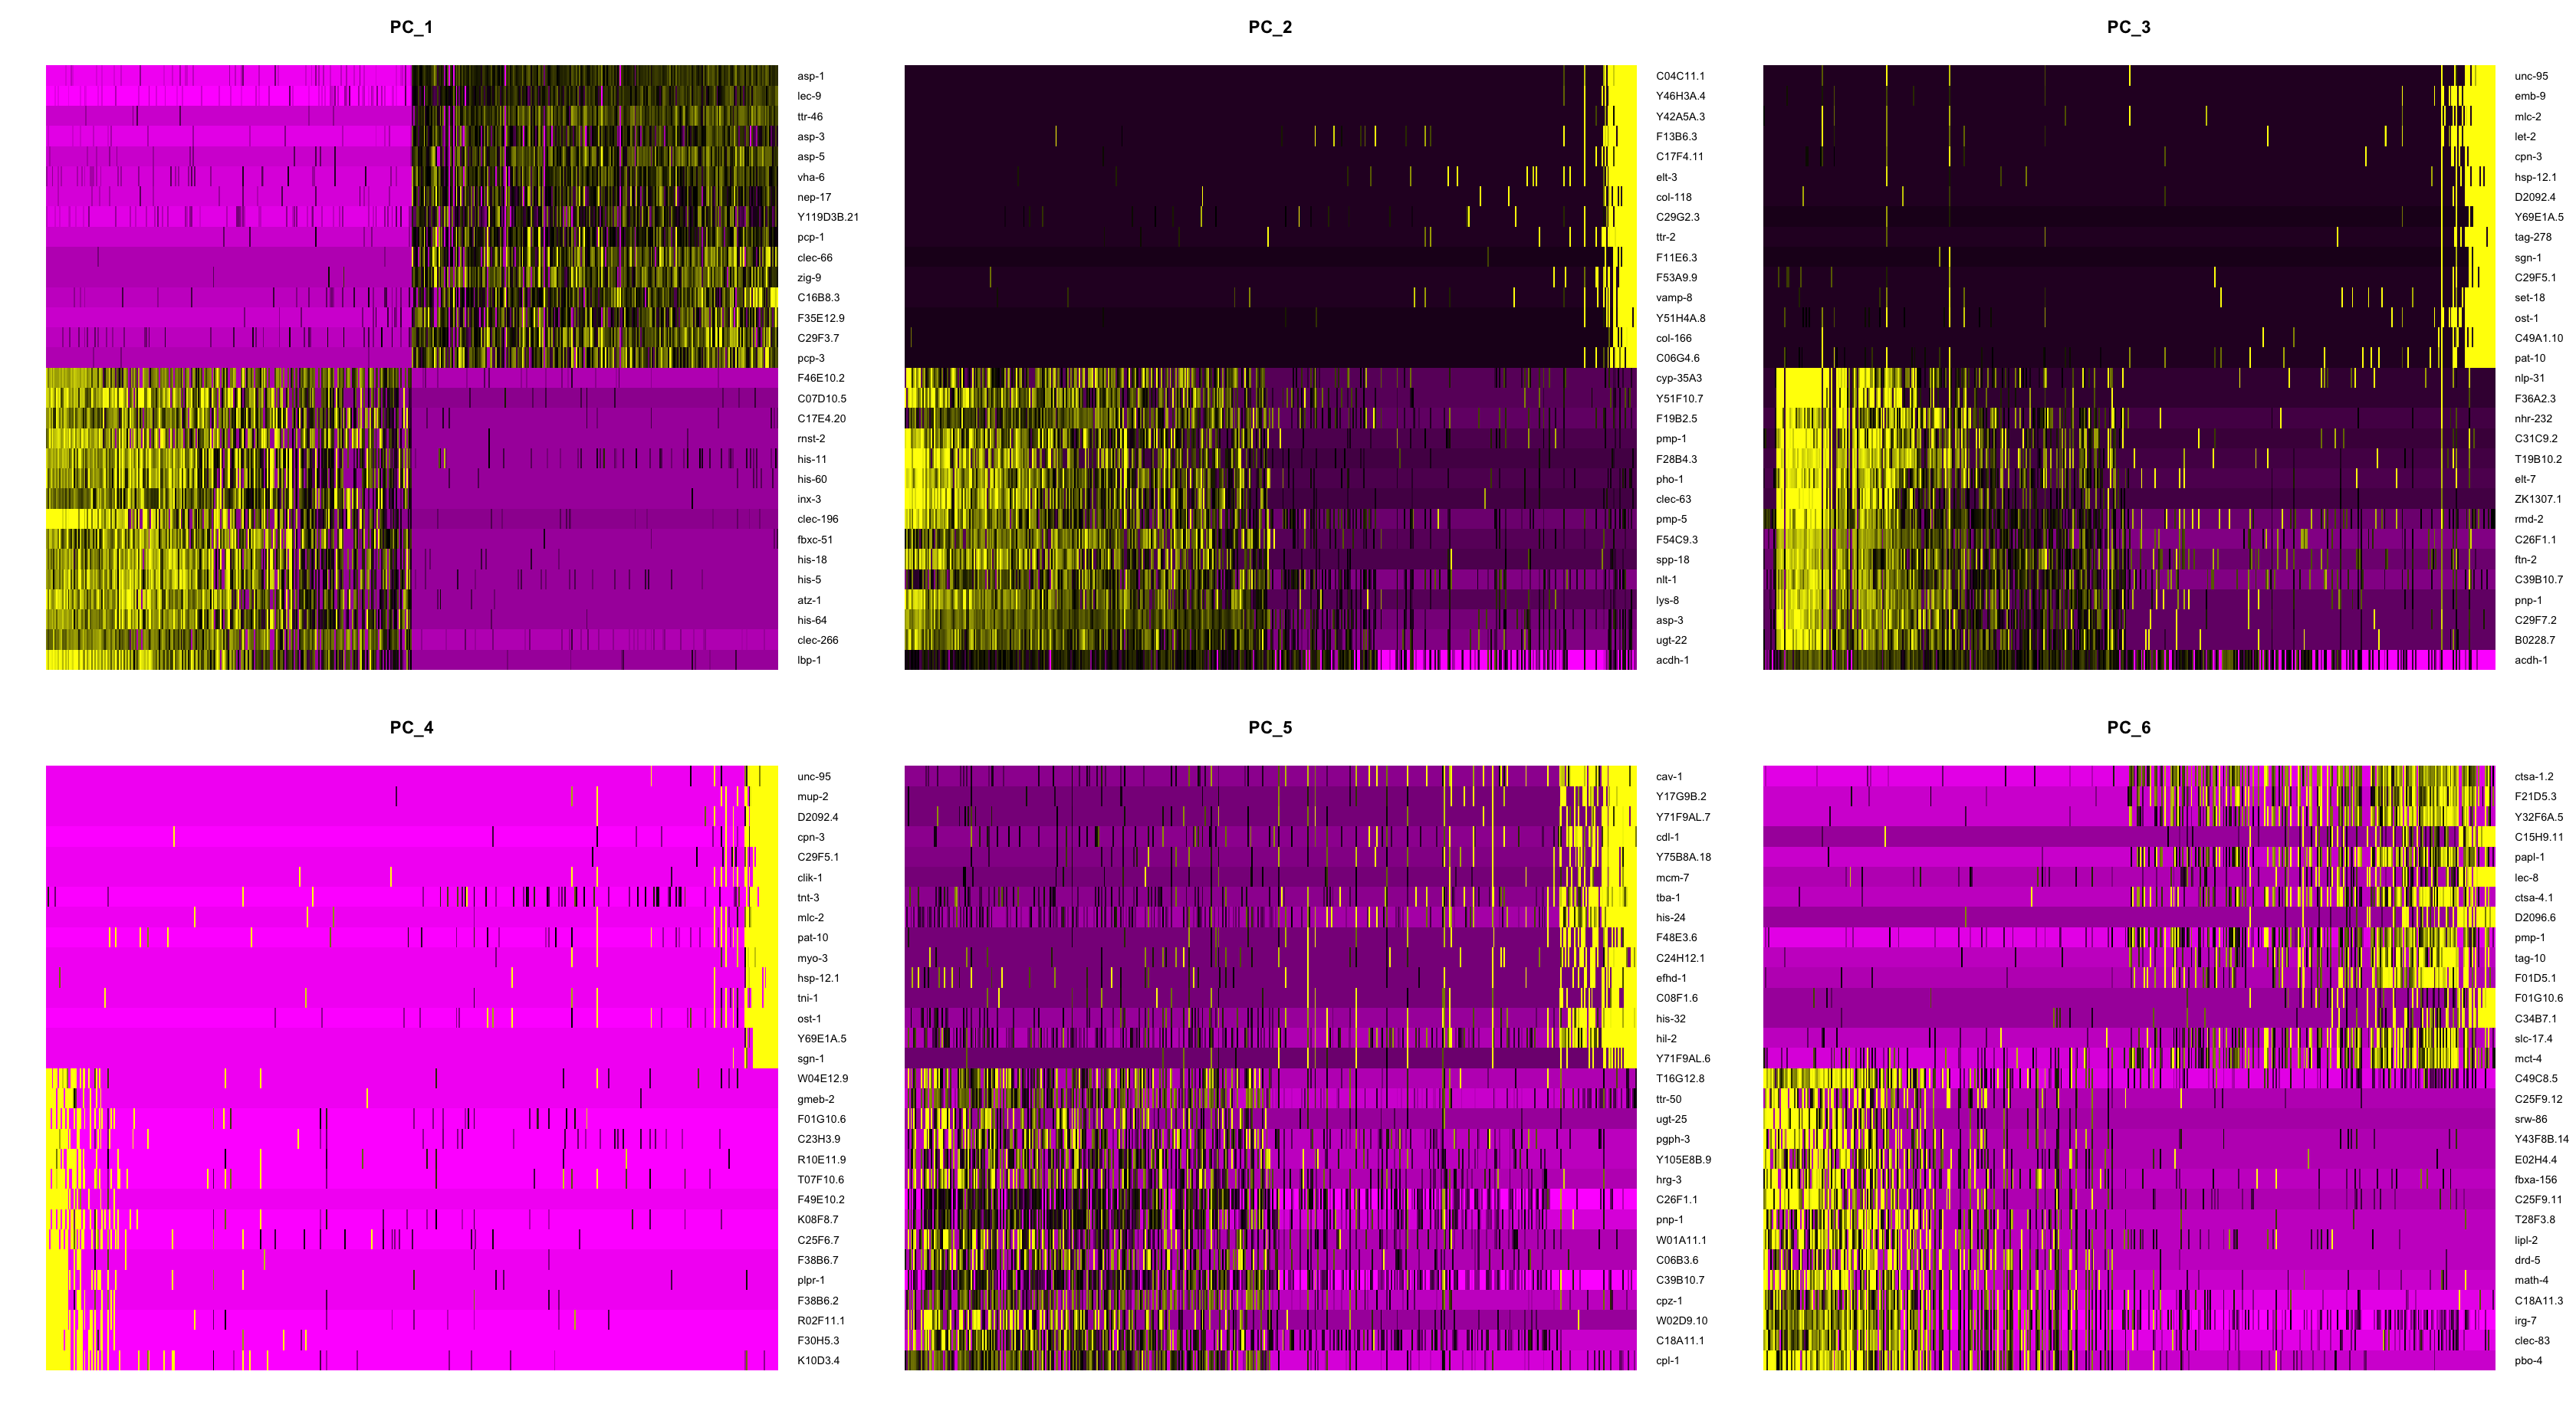 PC_1
asp-1
lec-9
ttr-46
asp-3
asp-5
vha-6
nep-17
Y119D3B.21
pcp-1
clec-66
zig-9
C16B8.3
F35E12.9
C29F3.7
pcp-3
F46E10.2
C07D10.5
C17E4.20
rnst-2
his-11
his-60
inx-3
clec-196
fbxc-51
his-18
his-5
atz-1
his-64
clec-266
lbp-1
PC_2
C04C11.1
Y46H3A.4
Y42A5A.3
F13B6.3
C17F4.11
elt-3
col-118
C29G2.3
ttr-2
F11E6.3
F53A9.9
vamp-8
Y51H4A.8
col-166
C06G4.6
cyp-35A3
Y51F10.7
F19B2.5
pmp-1
F28B4.3
pho-1
clec-63
pmp-5
F54C9.3
spp-18
nlt-1
lys-8
asp-3
ugt-22
acdh-1
PC_3
unc-95
emb-9
mlc-2
let-2
cpn-3
hsp-12.1
D2092.4
Y69E1A.5
tag-278
sgn-1
C29F5.1
set-18
ost-1
C49A1.10
pat-10
nlp-31
F36A2.3
nhr-232
C31C9.2
T19B10.2
elt-7
ZK1307.1
rmd-2
C26F1.1
ftn-2
C39B10.7
pnp-1
C29F7.2
B0228.7
acdh-1
PC_4
unc-95
mup-2
D2092.4
cpn-3
C29F5.1
clik-1
tnt-3
mlc-2
pat-10
myo-3
hsp-12.1
tni-1
ost-1
Y69E1A.5
sgn-1
W04E12.9
gmeb-2
F01G10.6
C23H3.9
R10E11.9
T07F10.6
F49E10.2
K08F8.7
C25F6.7
F38B6.7
plpr-1
F38B6.2
R02F11.1
F30H5.3
K10D3.4
PC_5
cav-1
Y17G9B.2
Y71F9AL.7
cdl-1
Y75B8A.18
mcm-7
tba-1
his-24
F48E3.6
C24H12.1
efhd-1
C08F1.6
his-32
hil-2
Y71F9AL.6
T16G12.8
ttr-50
ugt-25
pgph-3
Y105E8B.9
hrg-3
C26F1.1
pnp-1
W01A11.1
C06B3.6
C39B10.7
cpz-1
W02D9.10
C18A11.1
cpl-1
PC_6
ctsa-1.2
F21D5.3
Y32F6A.5
C15H9.11
papl-1
lec-8
ctsa-4.1
D2096.6
pmp-1
tag-10
F01D5.1
F01G10.6
C34B7.1
slc-17.4
mct-4
C49C8.5
C25F9.12
srw-86
Y43F8B.14
E02H4.4
fbxa-156
C25F9.11
T28F3.8
lipl-2
drd-5
math-4
C18A11.3
irg-7
clec-83
pbo-4